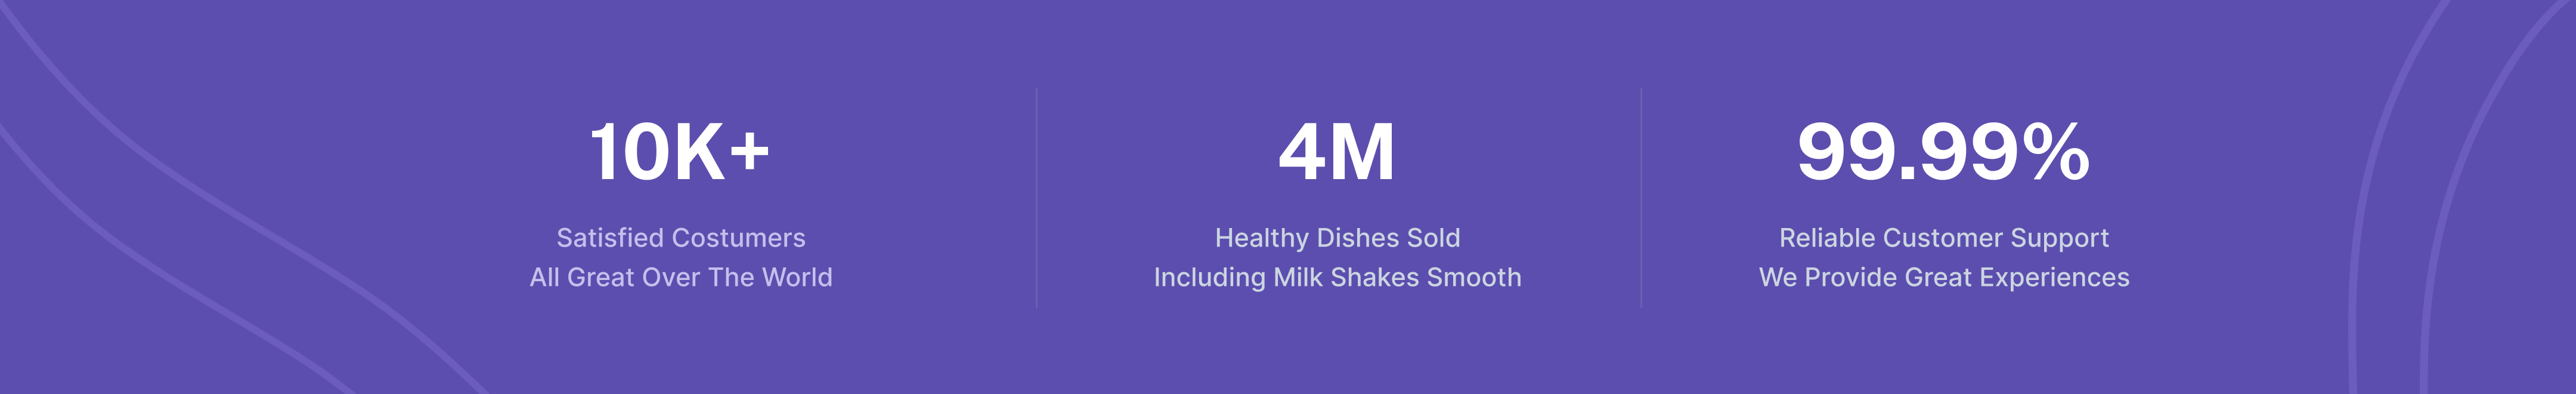 10K+
Satisfied Costumers
All Great Over The World
4M
Healthy Dishes Sold
Including Milk Shakes Smooth
99.99%
Reliable Customer Support
We Provide Great Experiences